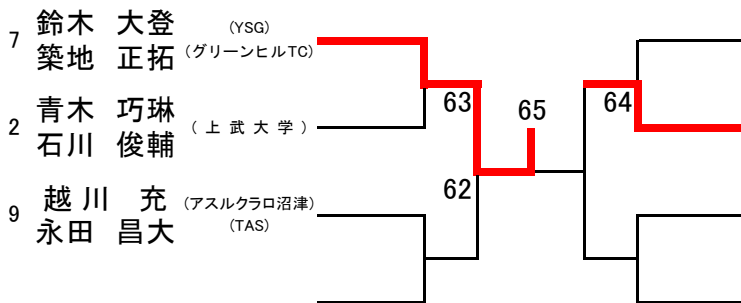 7 鈴木 大登 (YSG)
築地 正拓 (グリーンヒルTC)
63 65 64
2 青木 巧琳 (上武大学)
石川 俊輔
62
9 越川 充 (アスルクラロ沼津)
永田 昌大 (TAS)